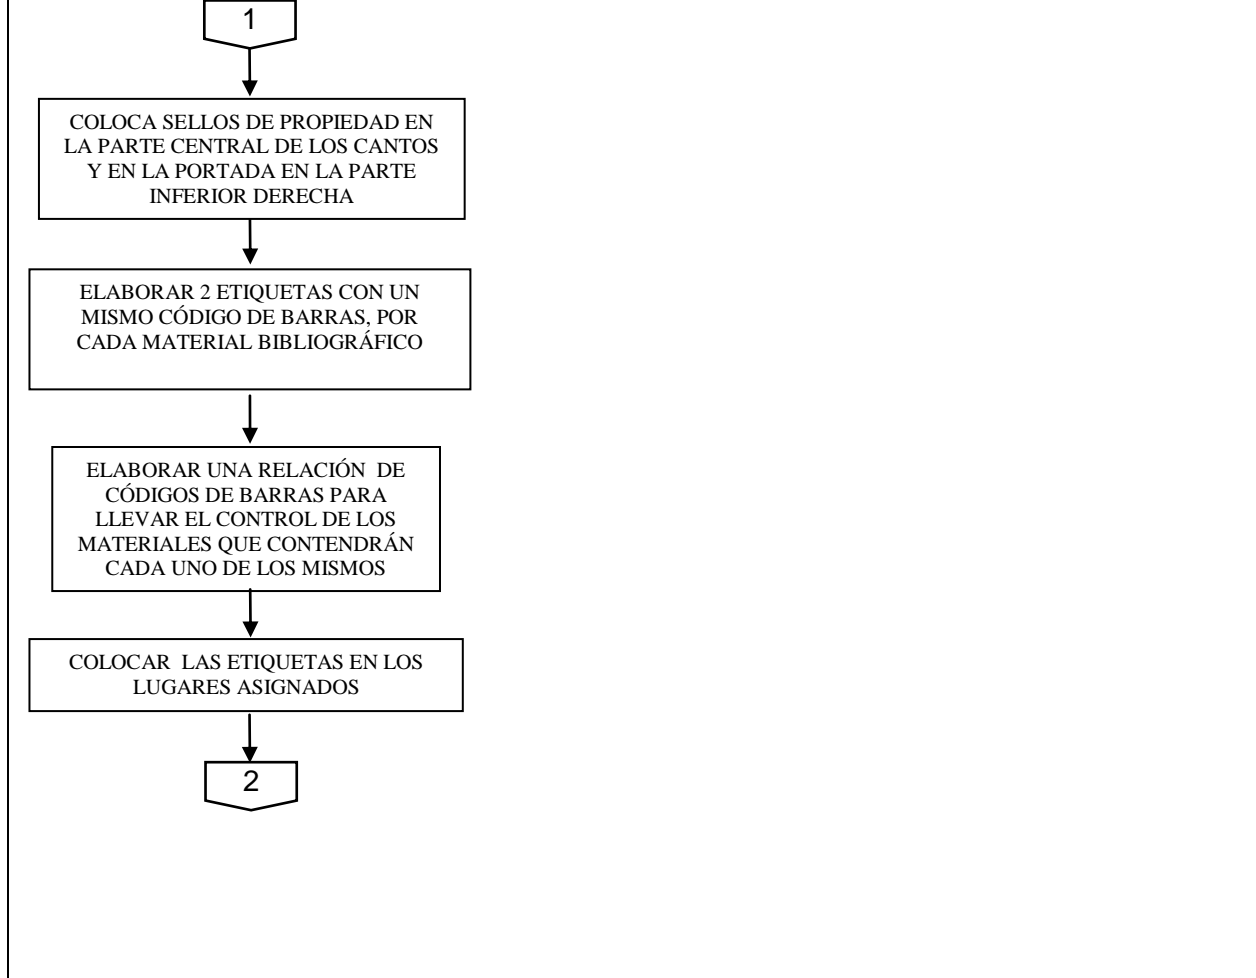 1
COLOCA SELLOS DE PROPIEDAD EN
LA PARTE CENTRAL DE LOS CANTOS
Y EN LA PORTADA EN LA PARTE
INFERIOR DERECHA
ELABORAR 2 ETIQUETAS CON UN
MISMO CÓDIGO DE BARRAS, POR
CADA MATERIAL BIBLIOGRÁFICO
ELABORAR UNA RELACIÓN  DE
CÓDIGOS DE BARRAS PARA
LLEVAR EL CONTROL DE LOS
MATERIALES QUE CONTENDRÁN
CADA UNO DE LOS MISMOS
COLOCAR  LAS ETIQUETAS EN LOS
LUGARES ASIGNADOS
2